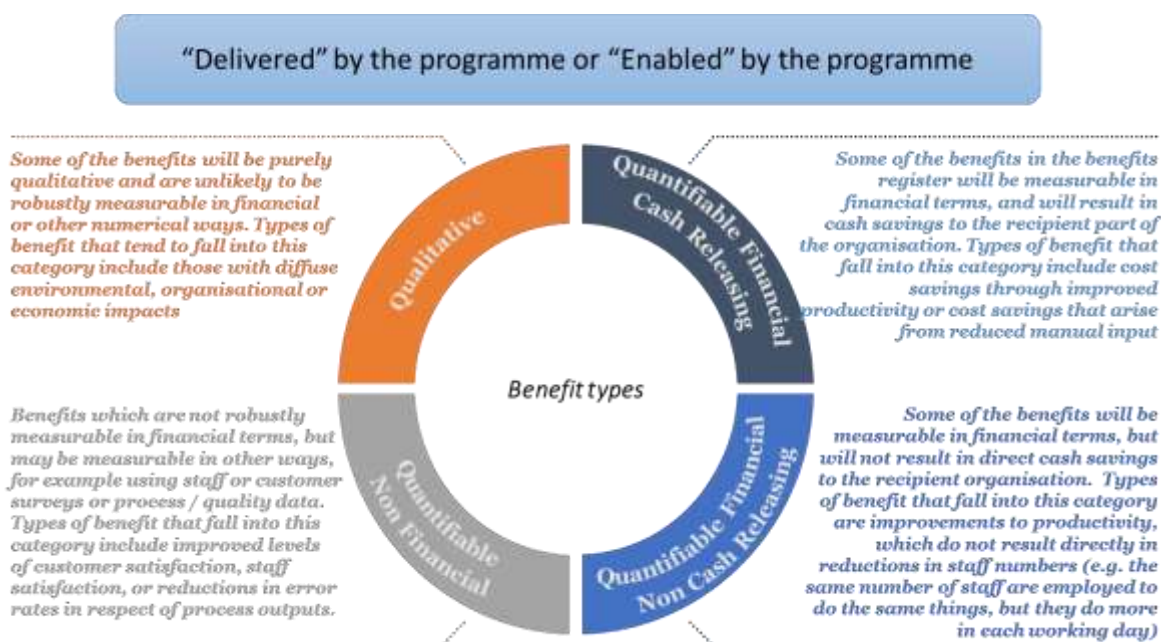 “Delivered” by the programme or “Enabled” by the programme
Some of the benefits will be purely
qualitative and are unlikely to be
robustly measurable in financial
or other numerical ways. Types of
benefit that tend to fall into this
category include those with diffuse
environmental, organisational or
economic impacts
Qualitative
Quantifiable Financial
Cash Releasing
Some of the benefits in the benefits
register will be measurable in
financial terms, and will result in
cash savings to the recipient part of
the organisation. Types of benefit that
fall into this category include cost
savings through improved
productivity or cost savings that arise
from reduced manual input
Benefit types
Benefits which are not robustly
measurable in financial terms, but
may be measurable in other ways,
for example using staff or customer
surveys or process / quality data.
Types of benefit that fall into this
category include improved levels
of customer satisfaction, staff
satisfaction, or reductions in error
rates in respect of process outputs.
Quantifiable
Non Financial
Quantifiable Financial
Non Cash Releasing
Some of the benefits will be
measurable in financial terms, but
will not result in direct cash savings
to the recipient organisation. Types
of benefit that fall into this category
are improvements to productivity,
which do not result directly in
reductions in staff numbers (e.g. the
same number of staff are employed to
do the same things, but they do more
in each working day)